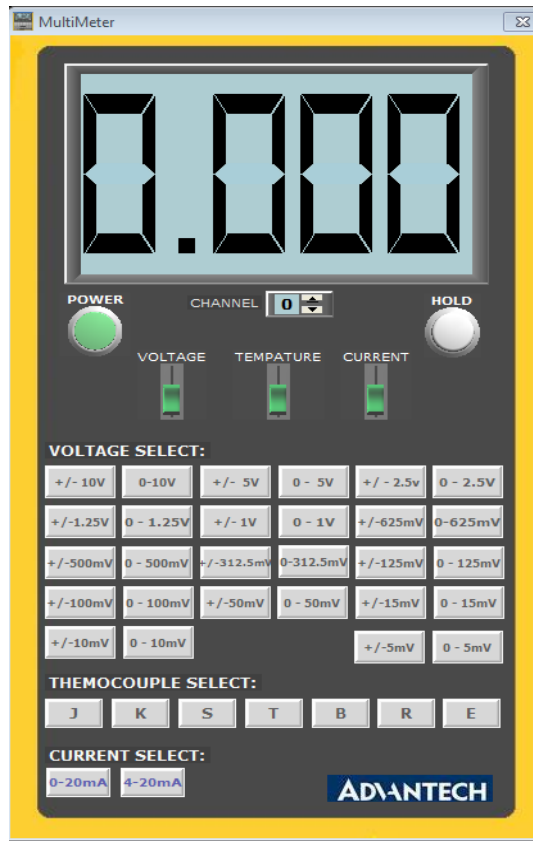 MultiMeter
0.000
POWER CHANNEL 0 HOLD
VOLTAGE TEMPATURE CURRENT
VOLTAGE SELECT:
+/- 10V 0-10V +/- 5V 0 - 5V +/ - 2.5v 0 - 2.5V
+/-1.25V 0 - 1.25V +/- 1V 0 - 1V +/-625mV 0-625mV
+/-500mV 0 - 500mV +/-312.5mV 0-312.5mV +/-125mV 0 - 125mV
+/-100mV 0 - 100mV +/-50mV 0 - 50mV +/-15mV 0 - 15mV
+/-10mV 0 - 10mV +/-5mV 0 - 5mV
THEMOCOUPLE SELECT:
J K S T B R E
CURRENT SELECT:
0-20mA 4-20mA
ADVANTECH